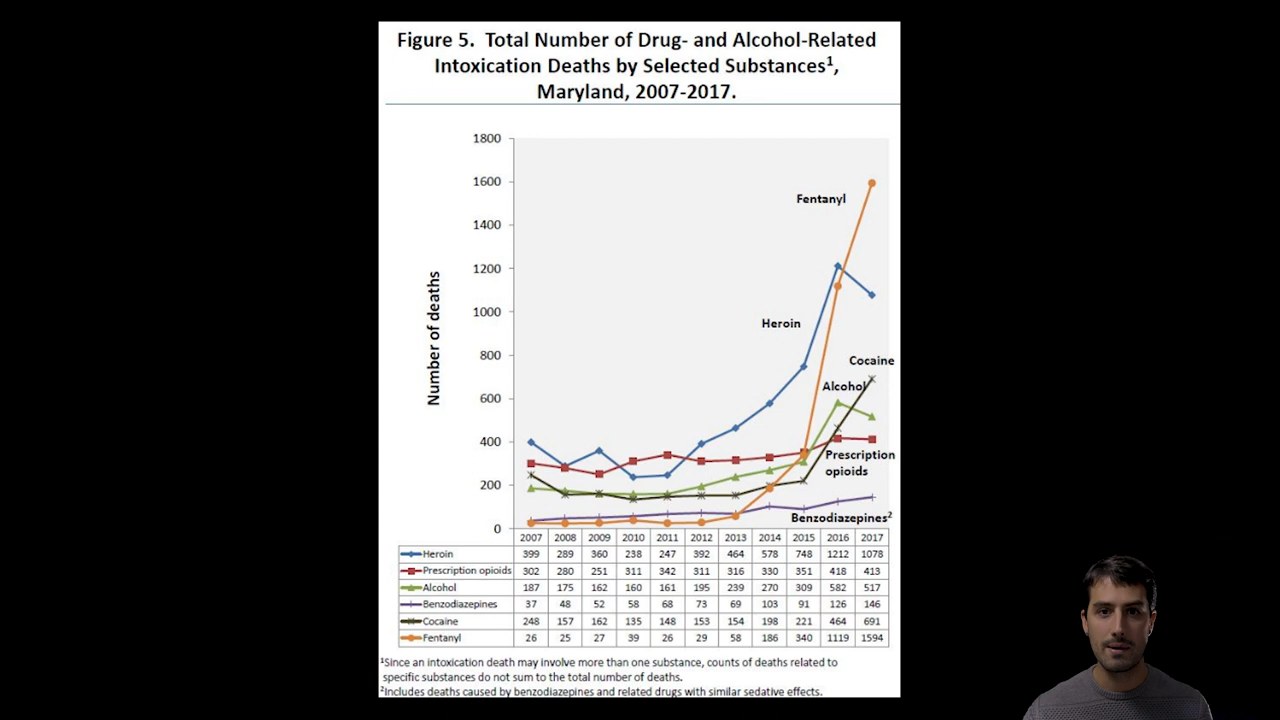 Figure 5. Total Number of Drug- and Alcohol-Related
Intoxication Deaths by Selected Substances¹,
Maryland, 2007-2017.
1800
1600
1400
1200
1000
800
600
400
200
0
Number of deaths
Fentanyl
Heroin
Cocaine
Alcohol
Prescription
opioids
Benzodiazepines²
2007 2008 2009 2010 2011 2012 2013 2014 2015 2016 2017
Heroin 399 289 360 238 247 392 464 578 748 1212 1078
Prescription opioids 302 280 251 311 342 311 316 330 351 418 413
Alcohol 187 175 162 160 161 195 239 270 309 582 517
Benzodiazepines 37 48 52 58 68 73 69 103 91 126 146
Cocaine 248 157 162 135 148 153 154 198 221 464 691
Fentanyl 26 25 27 39 26 29 58 186 340 1119 1594
¹Since an intoxication death may involve more than one substance, counts of deaths related to
specific substances do not sum to the total number of deaths.
²Includes deaths caused by benzodiazepines and related drugs with similar sedative effects.